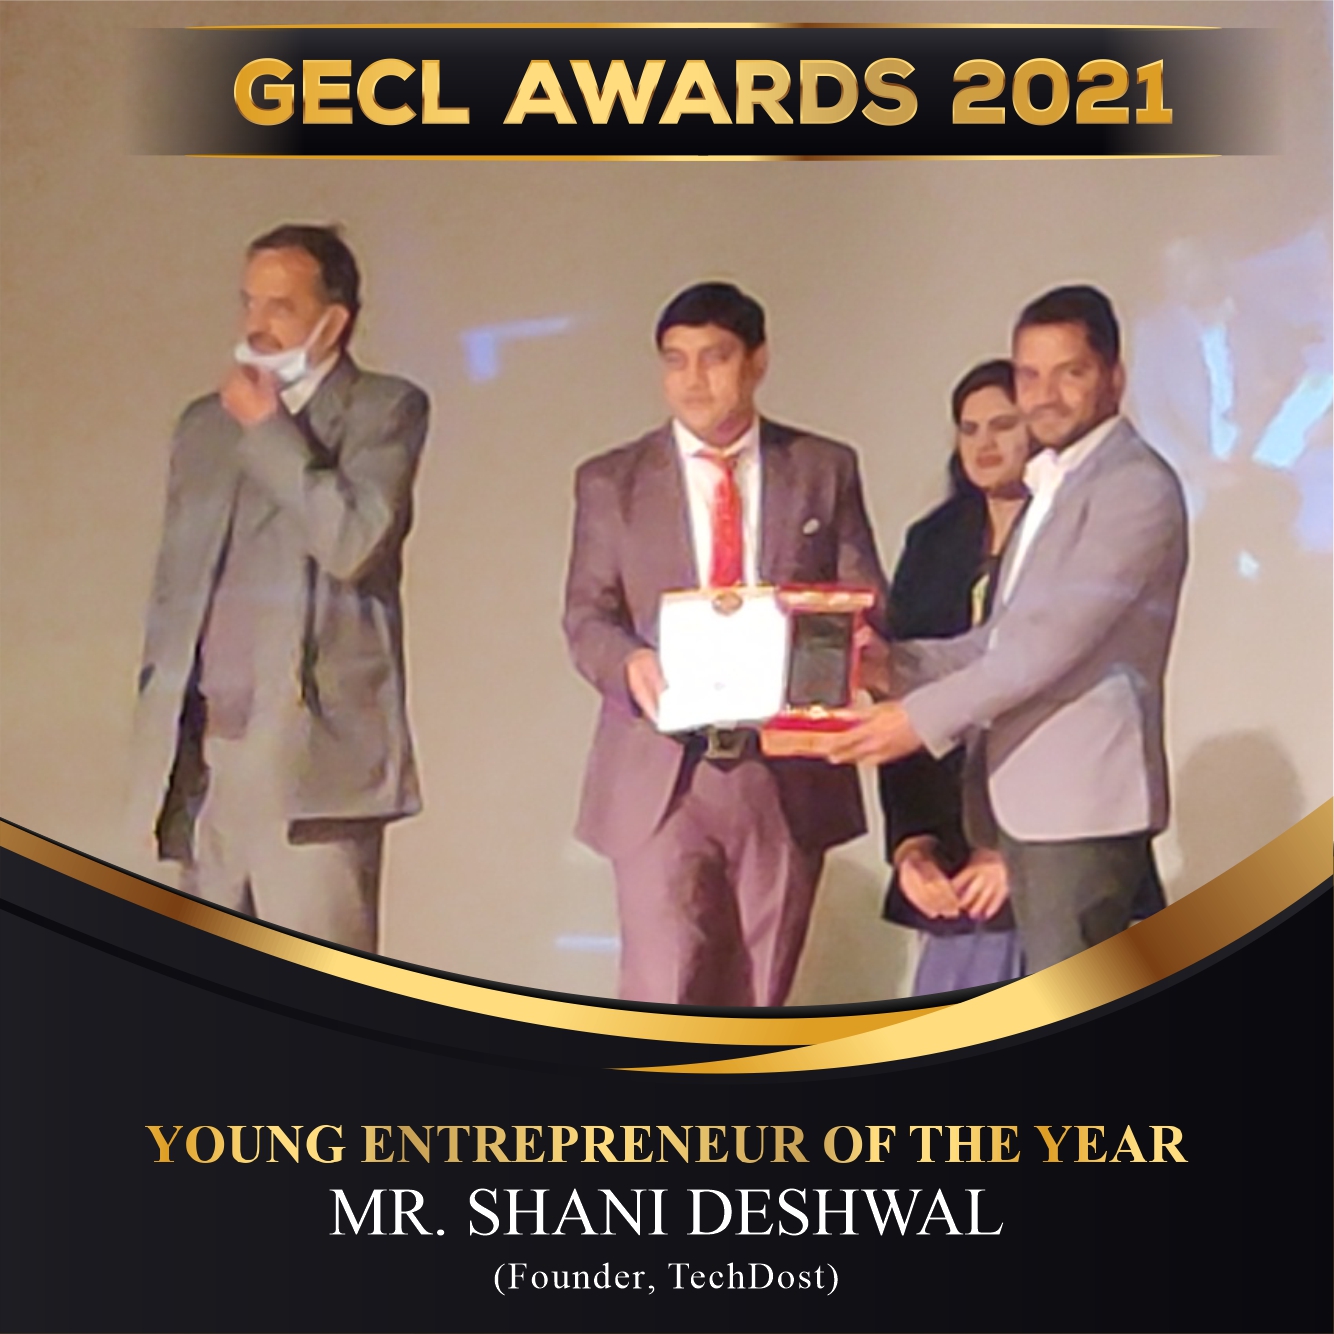 GECL AWARDS 2021
YOUNG ENTREPRENEUR OF THE YEAR
MR. SHANI DESHWAL
(Founder, TechDost)